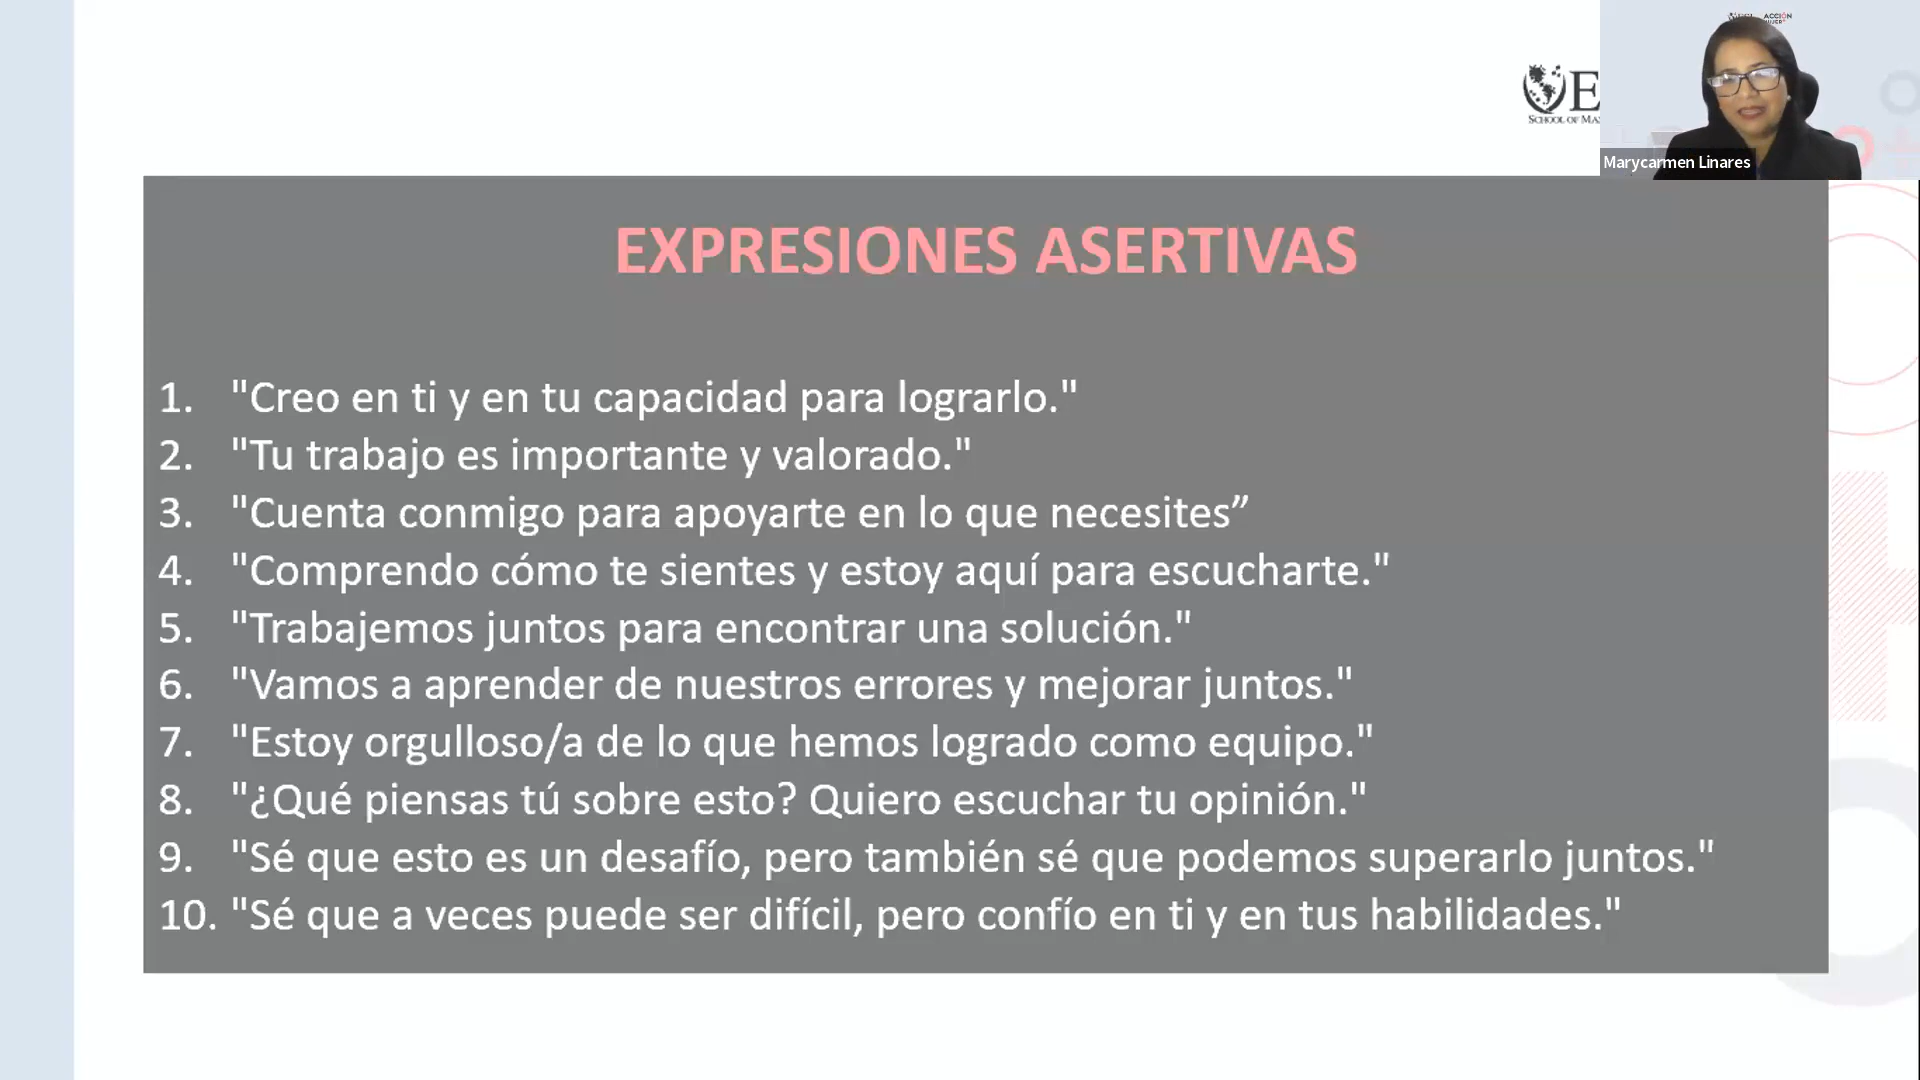 ACCIÓN
SCHOOL OF
Marycarmen Linares
EXPRESIONES ASERTIVAS
1. "Creo en ti y en tu capacidad para lograrlo."
2. "Tu trabajo es importante y valorado."
3. "Cuenta conmigo para apoyarte en lo que necesites”
4. "Comprendo cómo te sientes y estoy aquí para escucharte."
5. "Trabajemos juntos para encontrar una solución."
6. "Vamos a aprender de nuestros errores y mejorar juntos."
7. "Estoy orgulloso/a de lo que hemos logrado como equipo."
8. "¿Qué piensas tú sobre esto? Quiero escuchar tu opinión."
9. "Sé que esto es un desafío, pero también sé que podemos superarlo juntos."
10. "Sé que a veces puede ser difícil, pero confío en ti y en tus habilidades."